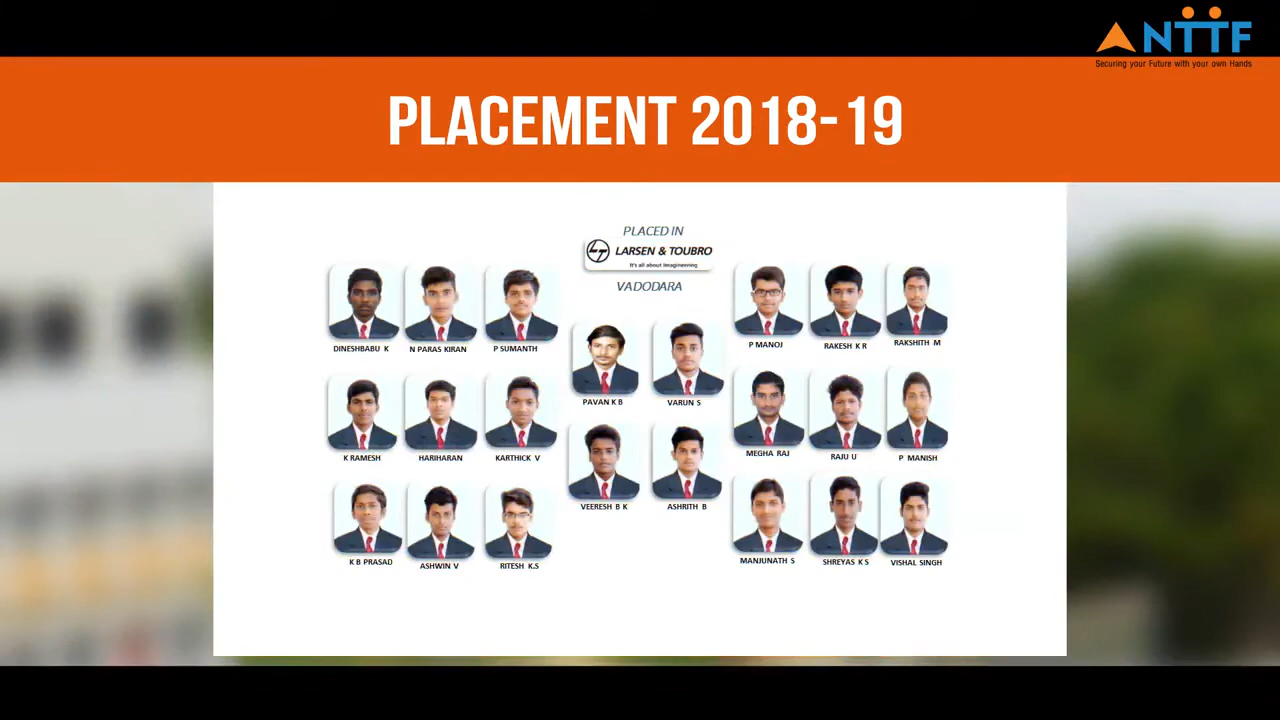 NTTF
Securing your Future with your own Hands
PLACEMENT 2018-19
PLACED IN
LARSEN & TOUBRO
It's all about Imagineering
VADODARA
DINESHBABU K
N PARAS KIRAN
P SUMANTH
P MANOJ
RAKESH K R
RAKSHITH M
PAVAN K B
VARUN S
K RAMESH
HARIHARAN
KARTHICK V
MEGHA RAJ
RAJU U
P MANISH
VEERESH B K
ASHRITH B
K B PRASAD
ASHWIN V
RITESH K.S
MANJUNATH S
SHREYAS K S
VISHAL SINGH